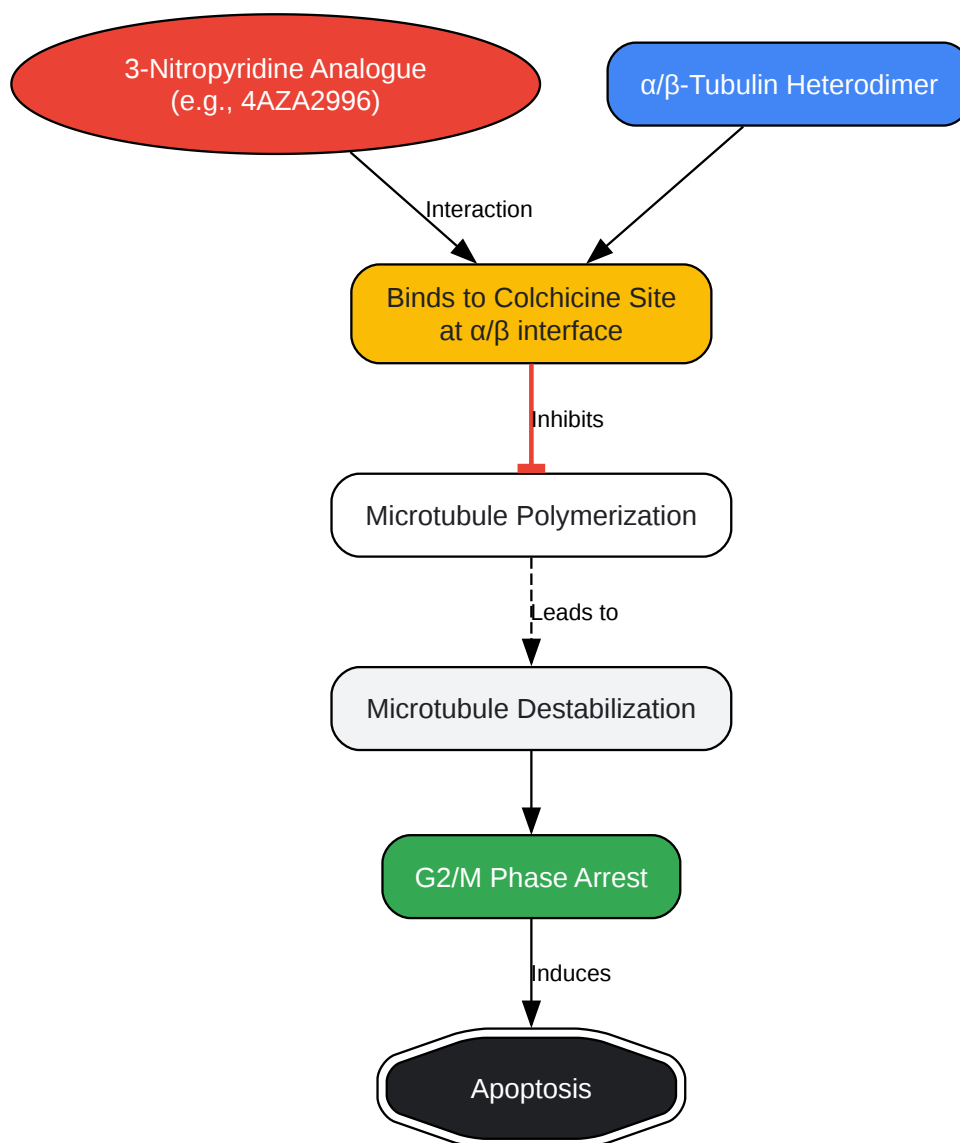 3-Nitropyridine Analogue
(e.g., 4AZA2996)
α/β-Tubulin Heterodimer
Interaction
Binds to Colchicine Site
at α/β interface
Inhibits
Microtubule Polymerization
Leads to
Microtubule Destabilization
G2/M Phase Arrest
Induces
Apoptosis